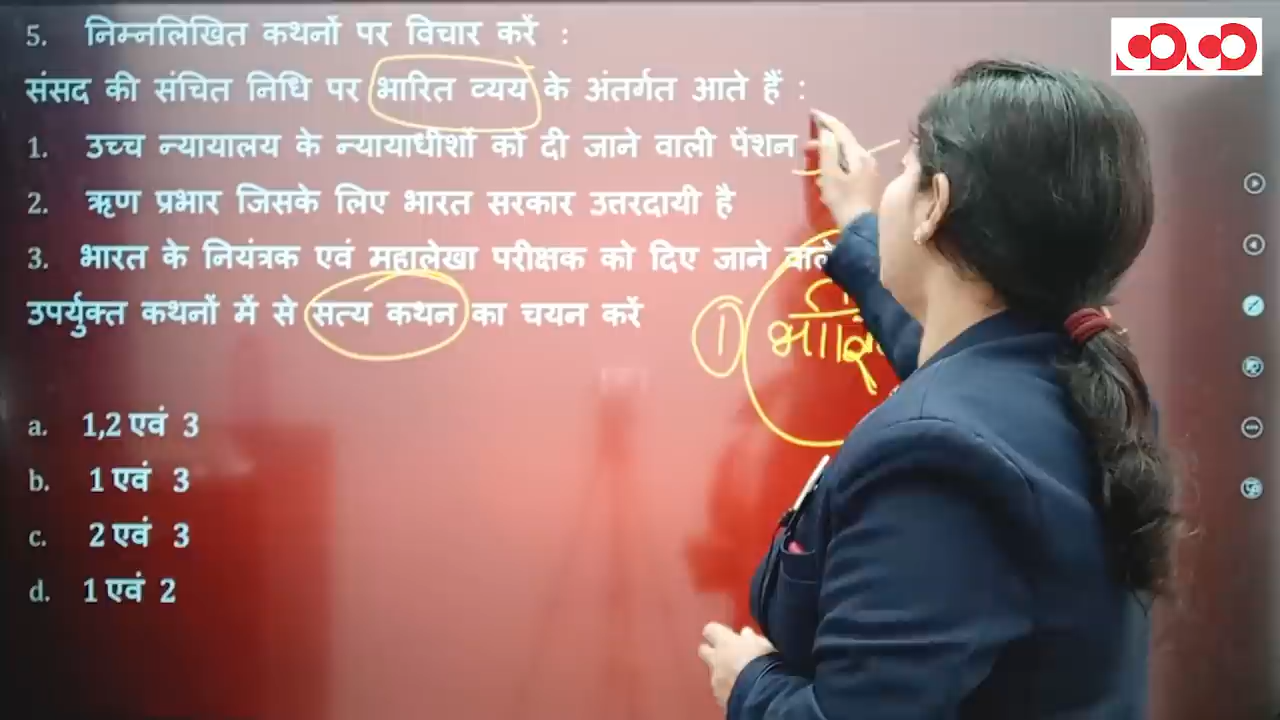 5. निम्नलिखित कथनों पर विचार करें :
संसद की संचित निधि पर भारित व्यय के अंतर्गत आते हैं :
1. उच्च न्यायालय के न्यायाधीशों को दी जाने वाली पेंशन
2. ऋण प्रभार जिसके लिए भारत सरकार उत्तरदायी है
3. भारत के नियंत्रक एवं महालेखा परीक्षक को दिए जाने वाले
उपर्युक्त कथनों में से सत्य कथन का चयन करें
1
a. 1,2 एवं 3
b. 1 एवं 3
c. 2 एवं 3
d. 1 एवं 2